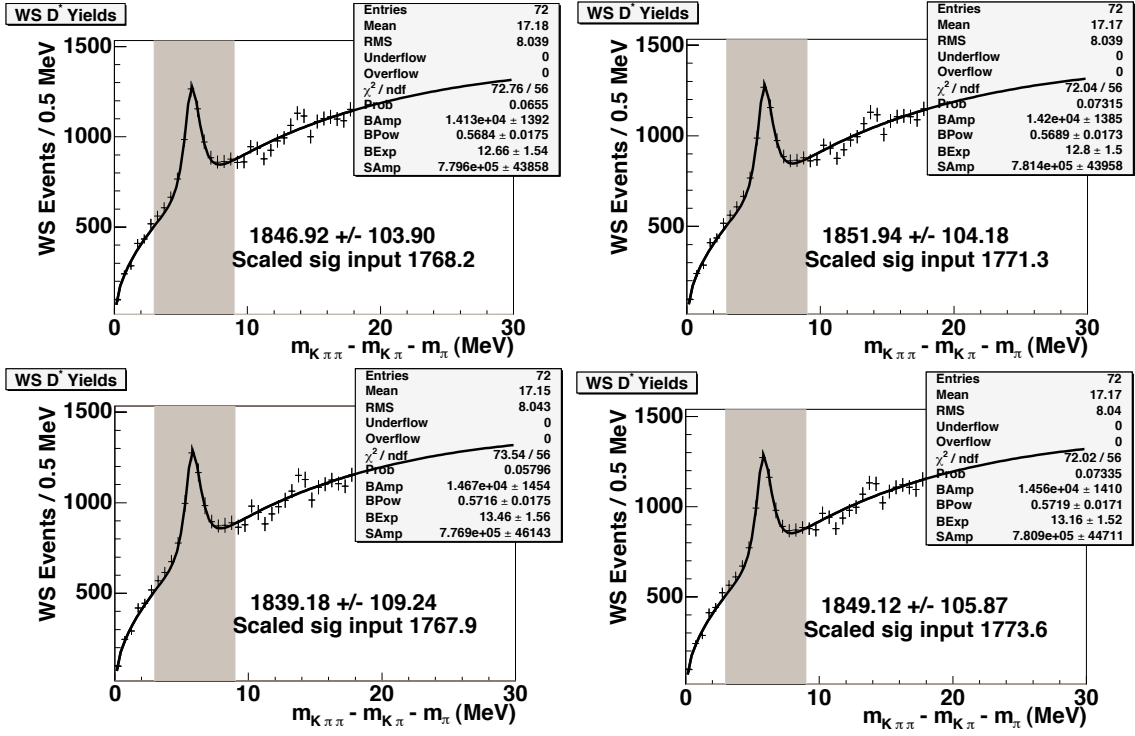 WS D* Yields
Entries 72
Mean 17.18
RMS 8.039
Underflow 0
Overflow 0
χ² / ndf 72.76 / 56
Prob 0.0655
BAmp 1.413e+04 ± 1392
BPow 0.5684 ± 0.0175
BExp 12.66 ± 1.54
SAmp 7.796e+05 ± 43858
WS Events / 0.5 MeV
1500
1000
500
1846.92 +/- 103.90
Scaled sig input 1768.2
0 10 20 30
m_{K π π} - m_{K π} - m_π (MeV)
WS D* Yields
Entries 72
Mean 17.17
RMS 8.039
Underflow 0
Overflow 0
χ² / ndf 72.04 / 56
Prob 0.07315
BAmp 1.42e+04 ± 1385
BPow 0.5689 ± 0.0173
BExp 12.8 ± 1.5
SAmp 7.814e+05 ± 43958
WS Events / 0.5 MeV
1500
1000
500
1851.94 +/- 104.18
Scaled sig input 1771.3
0 10 20 30
m_{K π π} - m_{K π} - m_π (MeV)
WS D* Yields
Entries 72
Mean 17.15
RMS 8.043
Underflow 0
Overflow 0
χ² / ndf 73.54 / 56
Prob 0.05796
BAmp 1.467e+04 ± 1454
BPow 0.5716 ± 0.0175
BExp 13.46 ± 1.56
SAmp 7.769e+05 ± 46143
WS Events / 0.5 MeV
1500
1000
500
1839.18 +/- 109.24
Scaled sig input 1767.9
0 10 20 30
m_{K π π} - m_{K π} - m_π (MeV)
WS D* Yields
Entries 72
Mean 17.17
RMS 8.04
Underflow 0
Overflow 0
χ² / ndf 72.02 / 56
Prob 0.07335
BAmp 1.456e+04 ± 1410
BPow 0.5719 ± 0.0171
BExp 13.16 ± 1.52
SAmp 7.809e+05 ± 44711
WS Events / 0.5 MeV
1500
1000
500
1849.12 +/- 105.87
Scaled sig input 1773.6
0 10 20 30
m_{K π π} - m_{K π} - m_π (MeV)